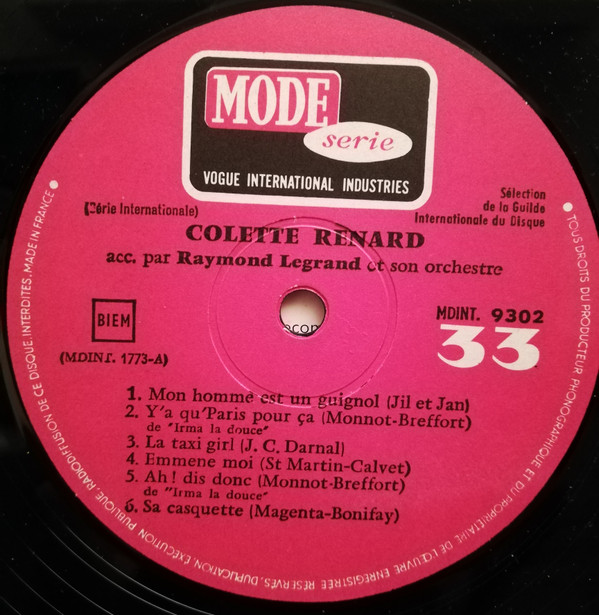 MODE
serie
VOGUE INTERNATIONAL INDUSTRIES
(Série Internationale)
Sélection
de la Guilde
Internationale du Disque
COLETTE RENARD
acc. par Raymond Legrand et son orchestre
BIEM
(MDINT. 1773-A)
MDINT. 9302
33
econ
1. Mon homme est un guignol (Jil et Jan)
2. Y'a qu'Paris pour ça (Monnot-Breffort)
de "Irma la douce"
3. La taxi girl (J. C. Darnal)
4. Emmene moi (St Martin-Calvet)
5. Ah! dis donc (Monnot-Breffort)
de "Irma la douce"
6. Sa casquette (Magenta-Bonifay)
TOUS DROITS DU PRODUCTEUR PHONOGRAPHIQUE ET DU PROPRIETAIRE DE L'ŒUVRE ENREGISTREE RESERVES. DUPLICATION, EXECUTION PUBLIQUE, RADIODIFFUSION DE CE DISQUE INTERDITES. MADE IN FRANCE